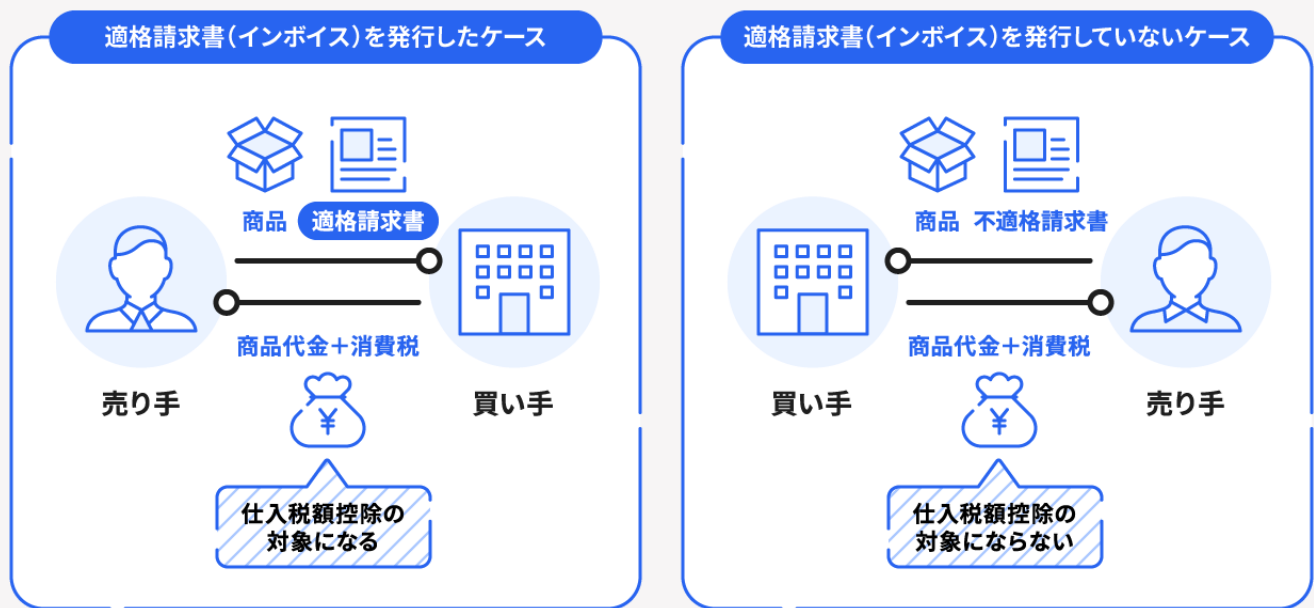 適格請求書（インボイス）を発行したケース
商品 適格請求書
商品代金＋消費税
売り手
買い手
¥
仕入税額控除の
対象になる
適格請求書（インボイス）を発行していないケース
商品 不適格請求書
商品代金＋消費税
買い手
売り手
¥
仕入税額控除の
対象にならない